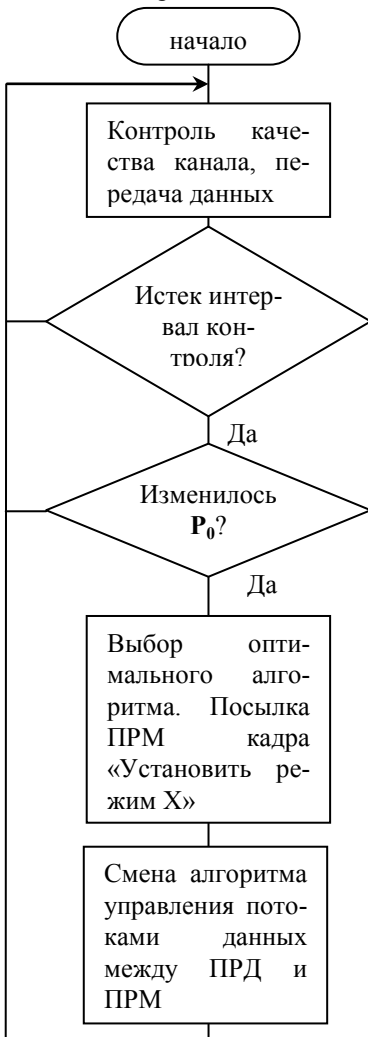 начало
Контроль каче-
ства канала, пе-
редача данных
Истек интер-
вал кон-
троля?
Да
Изменилось
P₀?
Да
Выбор опти-
мального алго-
ритма. Посылка
ПРМ кадра
«Установить ре-
жим Х»
Смена алгоритма
управления пото-
ками данных
между ПРД и
ПРМ